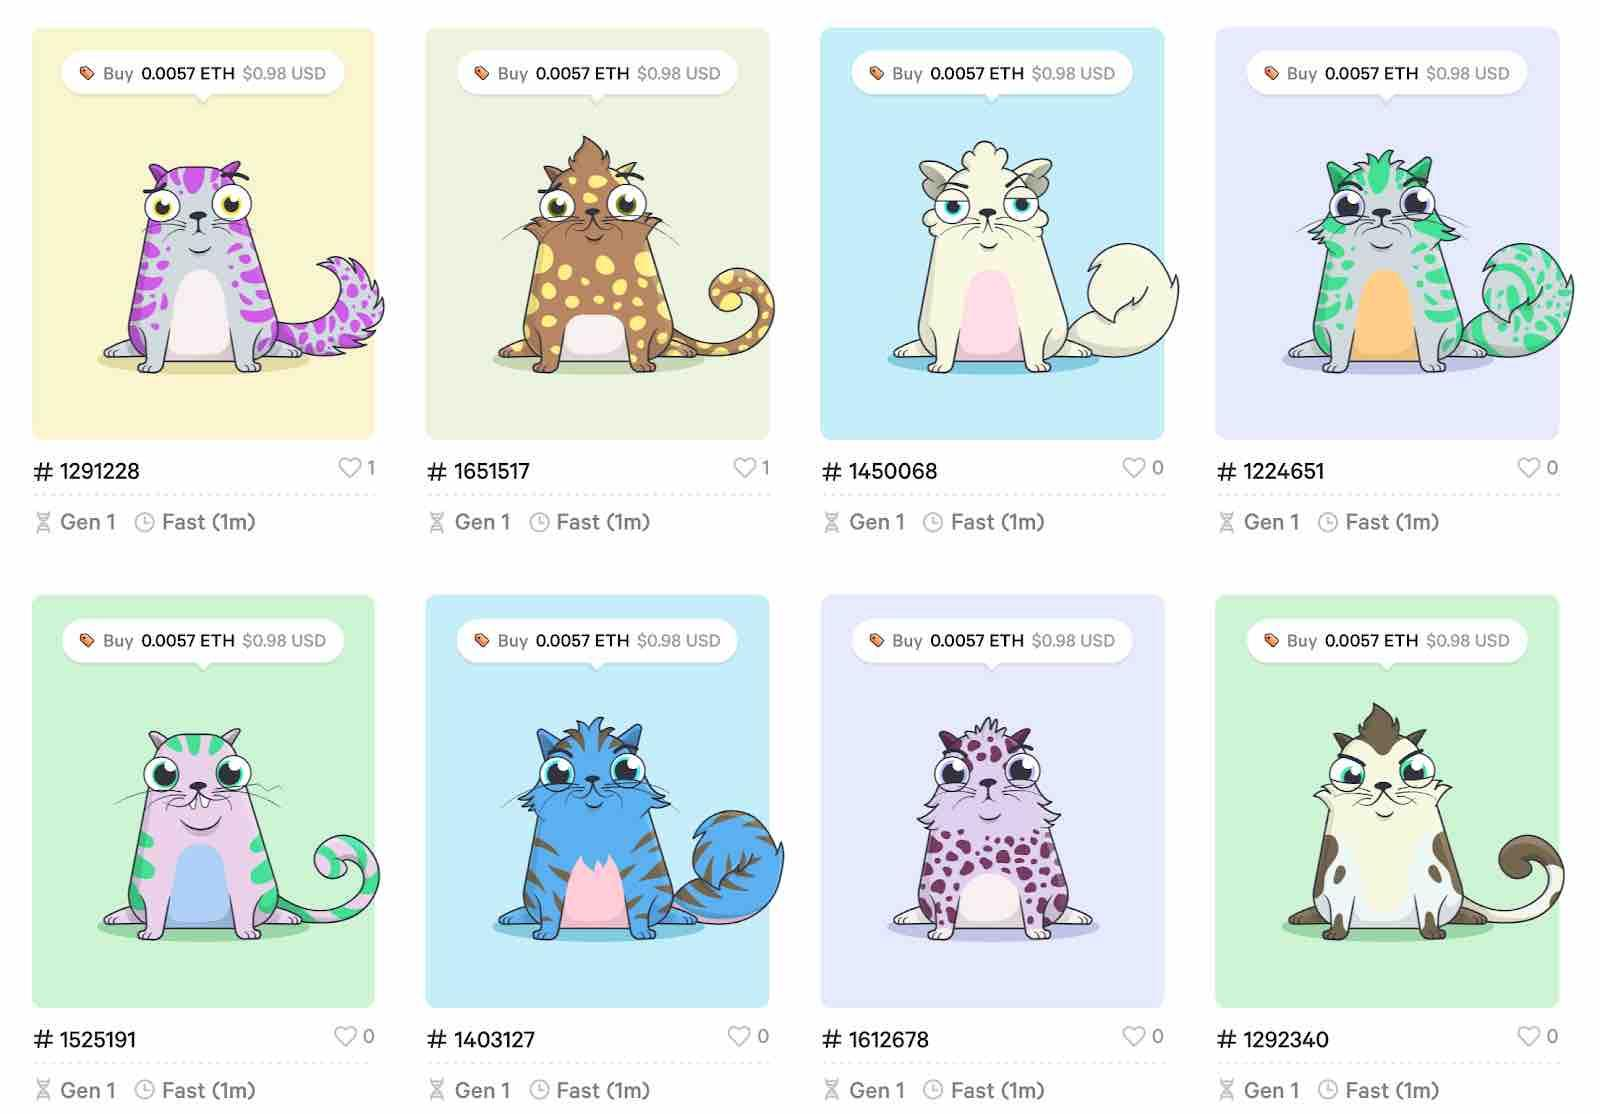 Buy 0.0057 ETH $0.98 USD
Buy 0.0057 ETH $0.98 USD
Buy 0.0057 ETH $0.98 USD
Buy 0.0057 ETH $0.98 USD
# 1291228 1
# 1651517 1
# 1450068 0
# 1224651 0
Gen 1 Fast (1m)
Gen 1 Fast (1m)
Gen 1 Fast (1m)
Gen 1 Fast (1m)
Buy 0.0057 ETH $0.98 USD
Buy 0.0057 ETH $0.98 USD
Buy 0.0057 ETH $0.98 USD
Buy 0.0057 ETH $0.98 USD
# 1525191 0
# 1403127 0
# 1612678 0
# 1292340 0
Gen 1 Fast (1m)
Gen 1 Fast (1m)
Gen 1 Fast (1m)
Gen 1 Fast (1m)